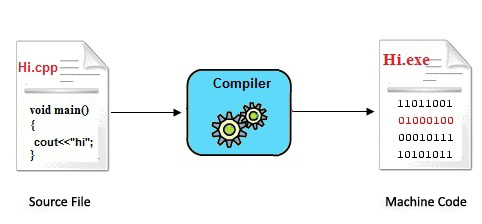 Hi.cpp
void main()
{
cout<<"hi";
}
Source File
Compiler
Hi.exe
11011001
01000100
00010111
10101011
Machine Code